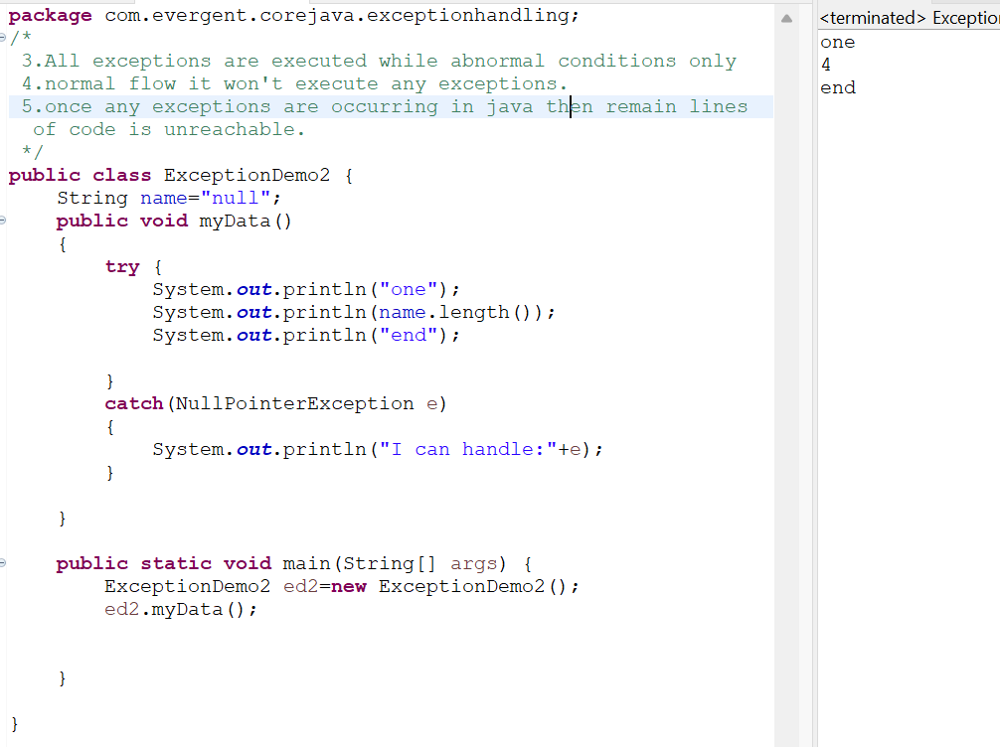 package com.evergent.corejava.exceptionhandling;
/*
3.All exceptions are executed while abnormal conditions only
4.normal flow it won't execute any exceptions.
5.once any exceptions are occurring in java then remain lines
of code is unreachable.
*/
public class ExceptionDemo2 {
String name="null";
public void myData()
{
try {
System.out.println("one");
System.out.println(name.length());
System.out.println("end");
}
catch(NullPointerException e)
{
System.out.println("I can handle:"+e);
}
}
public static void main(String[] args) {
ExceptionDemo2 ed2=new ExceptionDemo2();
ed2.myData();
}
}
<terminated> Exceptio
one
4
end